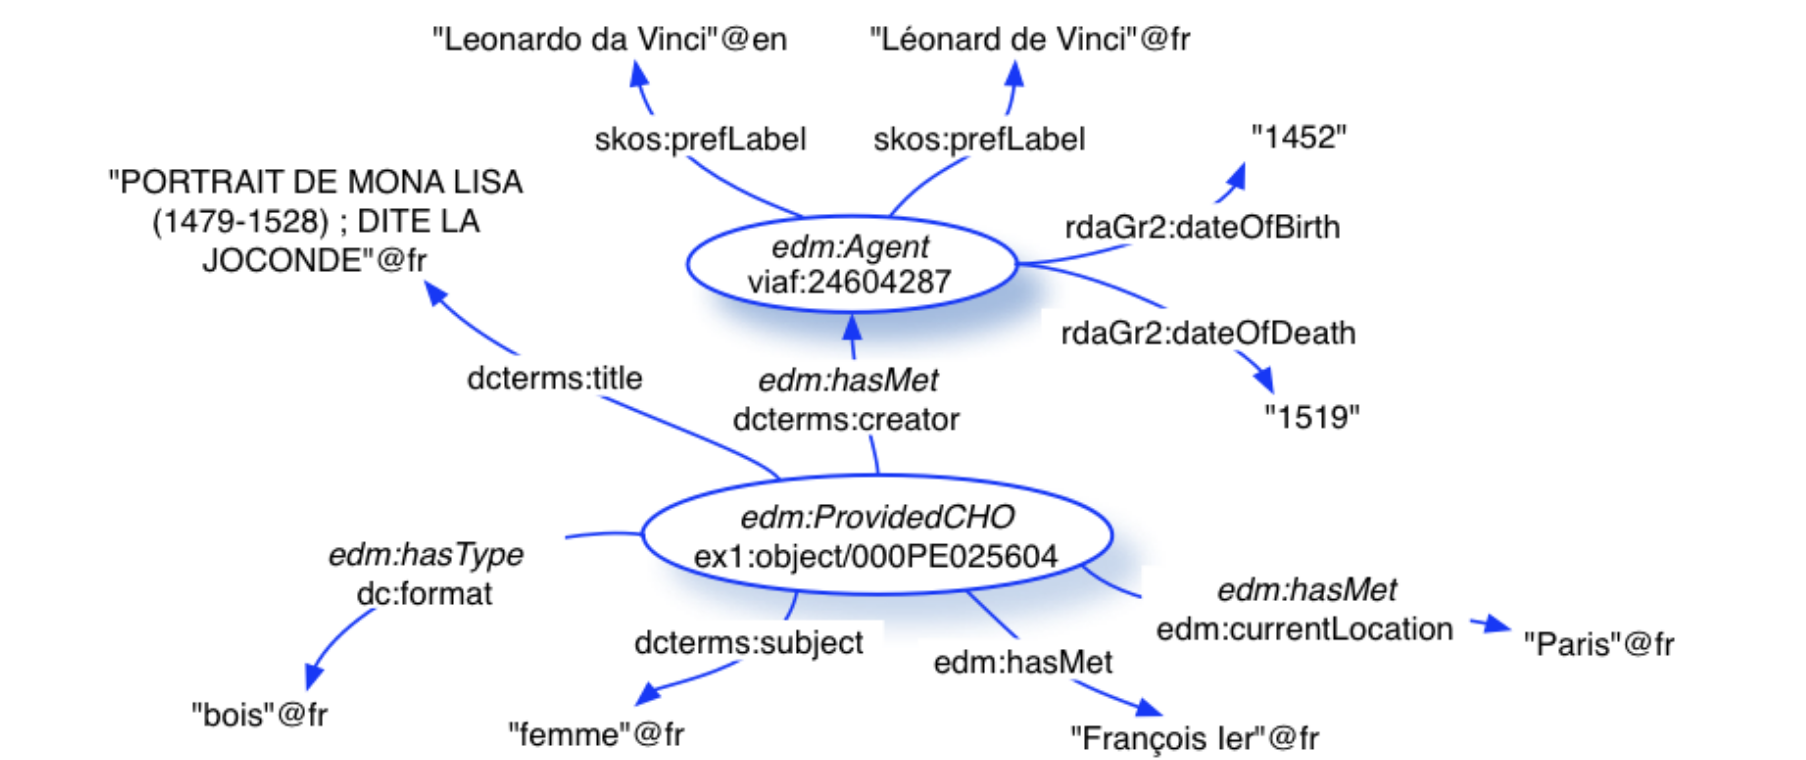 "Leonardo da Vinci"@en
"Léonard de Vinci"@fr
skos:prefLabel
skos:prefLabel
"1452"
"PORTRAIT DE MONA LISA
(1479-1528) ; DITE LA
JOCONDE"@fr
rdaGr2:dateOfBirth
edm:Agent
viaf:24604287
rdaGr2:dateOfDeath
"1519"
dcterms:title
edm:hasMet
dcterms:creator
edm:ProvidedCHO
ex1:object/000PE025604
edm:hasType
dc:format
edm:hasMet
edm:currentLocation
"Paris"@fr
dcterms:subject
edm:hasMet
"bois"@fr
"femme"@fr
"François Ier"@fr